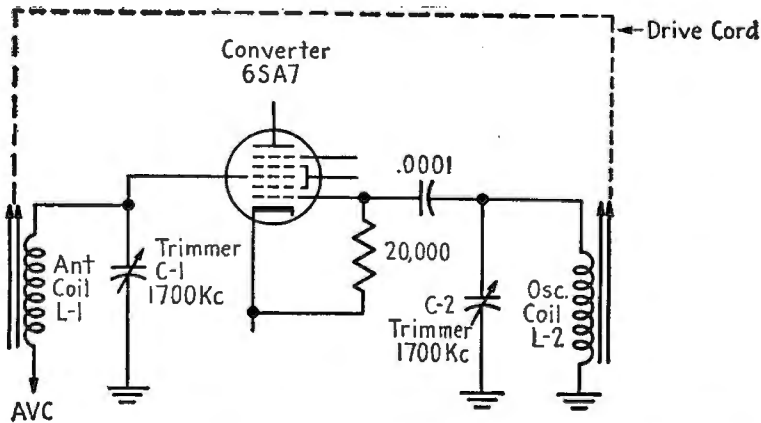 Drive Cord
Converter
6SA7
.0001
Trimmer
C-1
1700Kc
20,000
Ant
Coil
L-1
C-2
Trimmer
1700Kc
Osc.
Coil
L-2
AVC